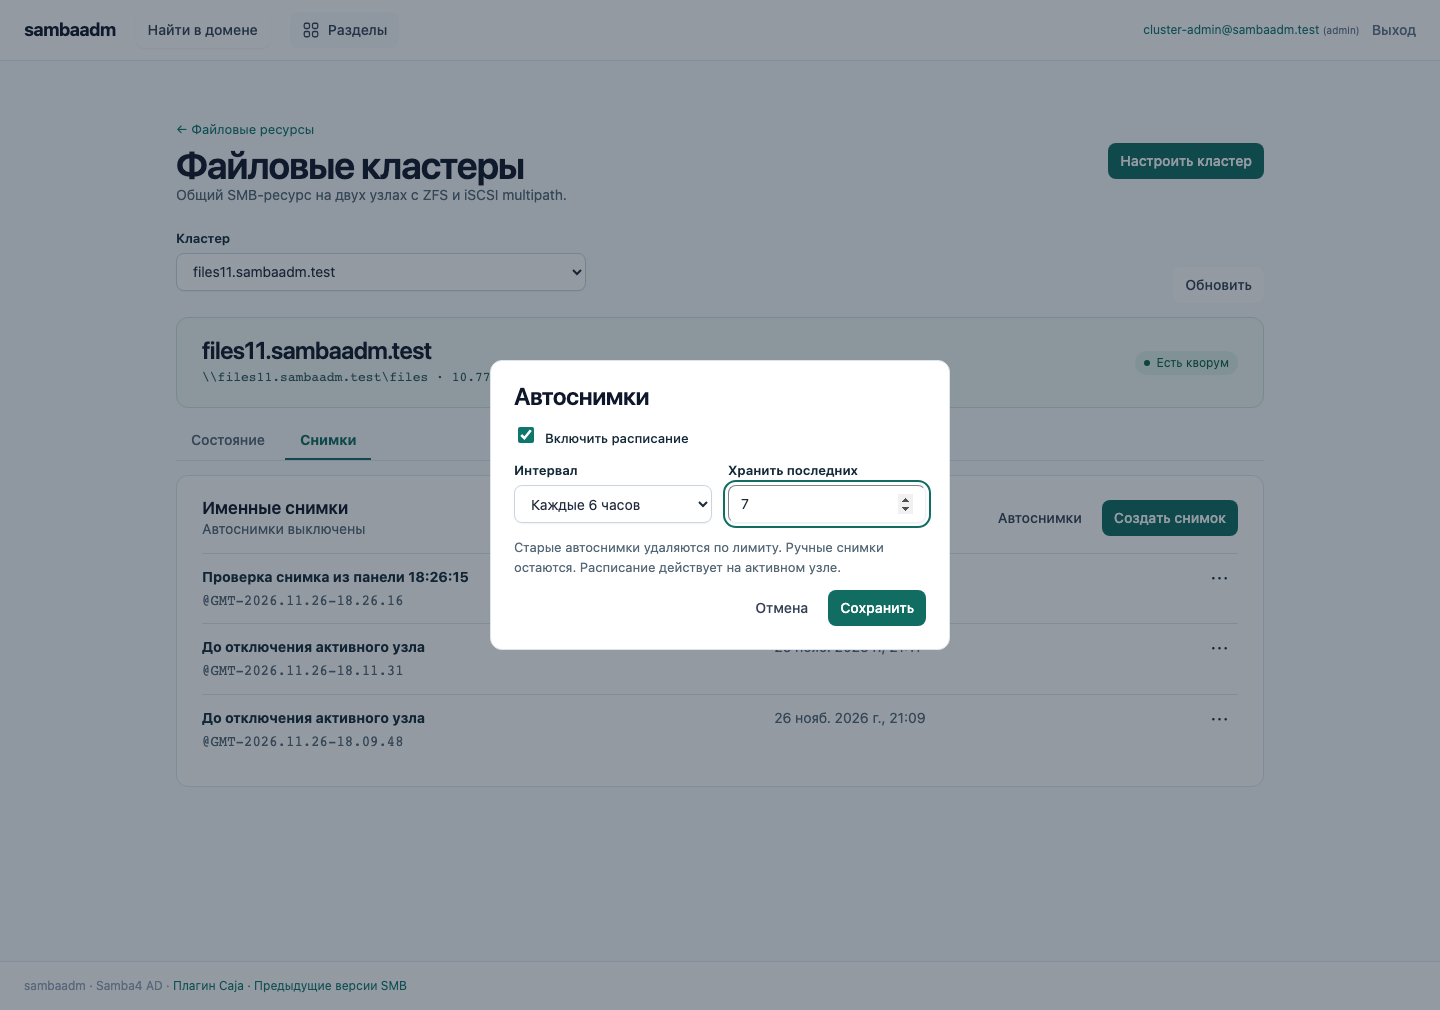 sambaadm
Найти в домене
Разделы
cluster-admin@sambaadm.test (admin)
Выход
← Файловые ресурсы
Файловые кластеры
Настроить кластер
Общий SMB-ресурс на двух узлах с ZFS и iSCSI multipath.
Кластер
files11.sambaadm.test
Обновить
files11.sambaadm.test
\\files11.sambaadm.test\files · 10.77
Есть кворум
Состояние
Снимки
Автоснимки
Включить расписание
Интервал
Хранить последних
Каждые 6 часов
7
Старые автоснимки удаляются по лимиту. Ручные снимки
остаются. Расписание действует на активном узле.
Отмена
Сохранить
Именные снимки
Автоснимки выключены
Автоснимки
Создать снимок
Проверка снимка из панели 18:26:15
@GMT-2026.11.26-18.26.16
До отключения активного узла
@GMT-2026.11.26-18.11.31
До отключения активного узла
26 нояб. 2026 г., 21:09
@GMT-2026.11.26-18.09.48
sambaadm · Samba4 AD · Плагин Caja · Предыдущие версии SMB